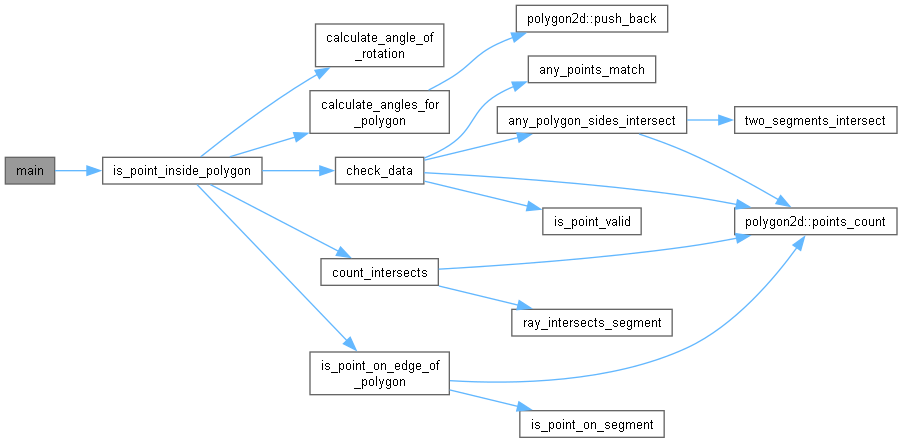 main
is_point_inside_polygon
calculate_angle_of
_rotation
calculate_angles_for
_polygon
check_data
count_intersects
is_point_on_edge_of
_polygon
polygon2d::push_back
any_points_match
any_polygon_sides_intersect
is_point_valid
ray_intersects_segment
is_point_on_segment
two_segments_intersect
polygon2d::points_count